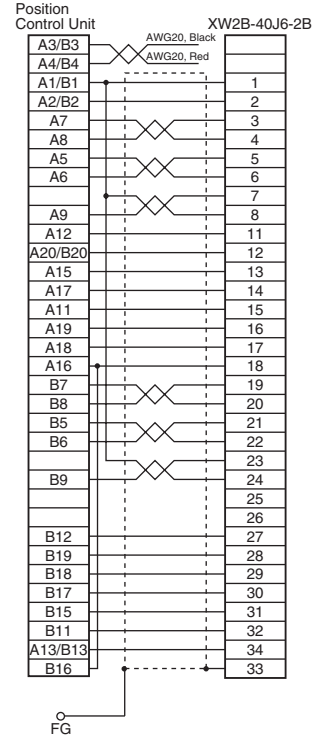 Position
Control Unit XW2B-40J6-2B
A3/B3 AWG20, Black
A4/B4 AWG20, Red
A1/B1 1
A2/B2 2
A7 3
A8 4
A5 5
A6 6
7
A9 8
A12 11
A20/B20 12
A15 13
A17 14
A11 15
A19 16
A18 17
A16 18
B7 19
B8 20
B5 21
B6 22
23
B9 24
25
26
B12 27
B19 28
B18 29
B17 30
B15 31
B11 32
A13/B13 34
B16 33
FG